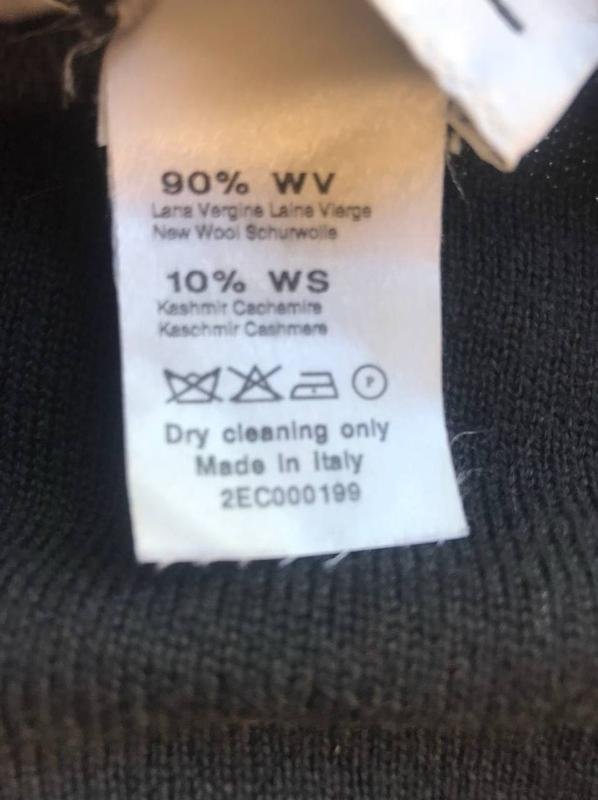 90% WV
Lana Vergine Laine Vierge
New Wool Schurwolle
10% WS
Kashmir Cachemire
Kaschmir Cashmere
P
Dry cleaning only
Made In Italy
2EC000199